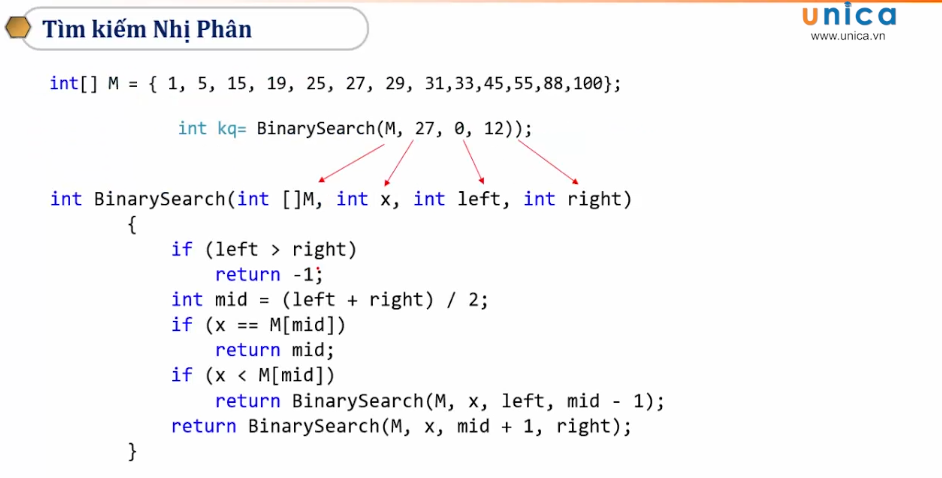 Tìm kiếm Nhị Phân
unica
www.unica.vn
int[] M = { 1, 5, 15, 19, 25, 27, 29, 31,33,45,55,88,100};
int kq= BinarySearch(M, 27, 0, 12));
int BinarySearch(int []M, int x, int left, int right)
{
if (left > right)
return -1;
int mid = (left + right) / 2;
if (x == M[mid])
return mid;
if (x < M[mid])
return BinarySearch(M, x, left, mid - 1);
return BinarySearch(M, x, mid + 1, right);
}